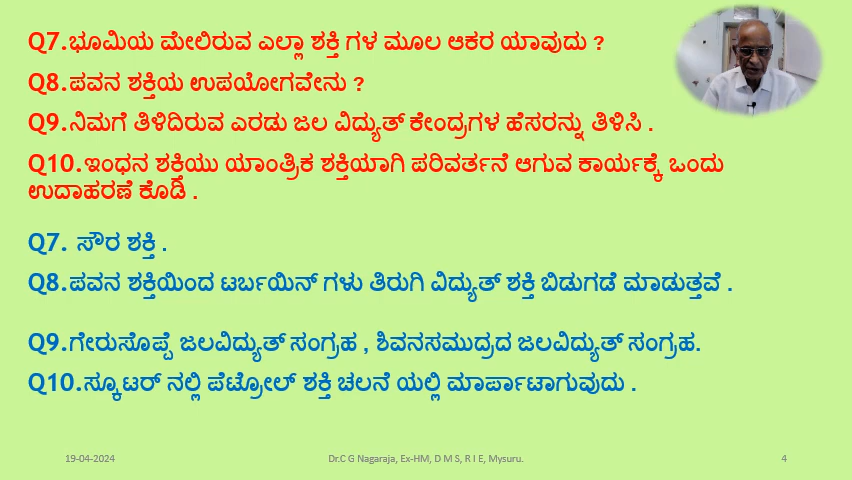 Q7.ಭೂಮಿಯ ಮೇಲಿರುವ ಎಲ್ಲಾ ಶಕ್ತಿ ಗಳ ಮೂಲ ಆಕರ ಯಾವುದು ?
Q8.ಪವನ ಶಕ್ತಿಯ ಉಪಯೋಗವೇನು ?
Q9.ನಿಮಗೆ ತಿಳಿದಿರುವ ಎರಡು ಜಲ ವಿದ್ಯುತ್ ಕೇಂದ್ರಗಳ ಹೆಸರನ್ನು ತಿಳಿಸಿ .
Q10.ಇಂಧನ ಶಕ್ತಿಯು ಯಾಂತ್ರಿಕ ಶಕ್ತಿಯಾಗಿ ಪರಿವರ್ತನೆ ಆಗುವ ಕಾರ್ಯಕ್ಕೆ ಒಂದು
ಉದಾಹರಣೆ ಕೊಡಿ .
Q7. ಸೌರ ಶಕ್ತಿ .
Q8.ಪವನ ಶಕ್ತಿಯಿಂದ ಟರ್ಬಯಿನ್ ಗಳು ತಿರುಗಿ ವಿದ್ಯುತ್ ಶಕ್ತಿ ಬಿಡುಗಡೆ ಮಾಡುತ್ತವೆ .
Q9.ಗೇರುಸೊಪ್ಪೆ ಜಲವಿದ್ಯುತ್ ಸಂಗ್ರಹ , ಶಿವನಸಮುದ್ರದ ಜಲವಿದ್ಯುತ್ ಸಂಗ್ರಹ.
Q10.ಸ್ಕೂಟರ್ ನಲ್ಲಿ ಪೆಟ್ರೋಲ್ ಶಕ್ತಿ ಚಲನೆ ಯಲ್ಲಿ ಮಾರ್ಪಾಟಾಗುವುದು .
19-04-2024 Dr.C G Nagaraja, Ex-HM, D M S, R I E, Mysuru. 4